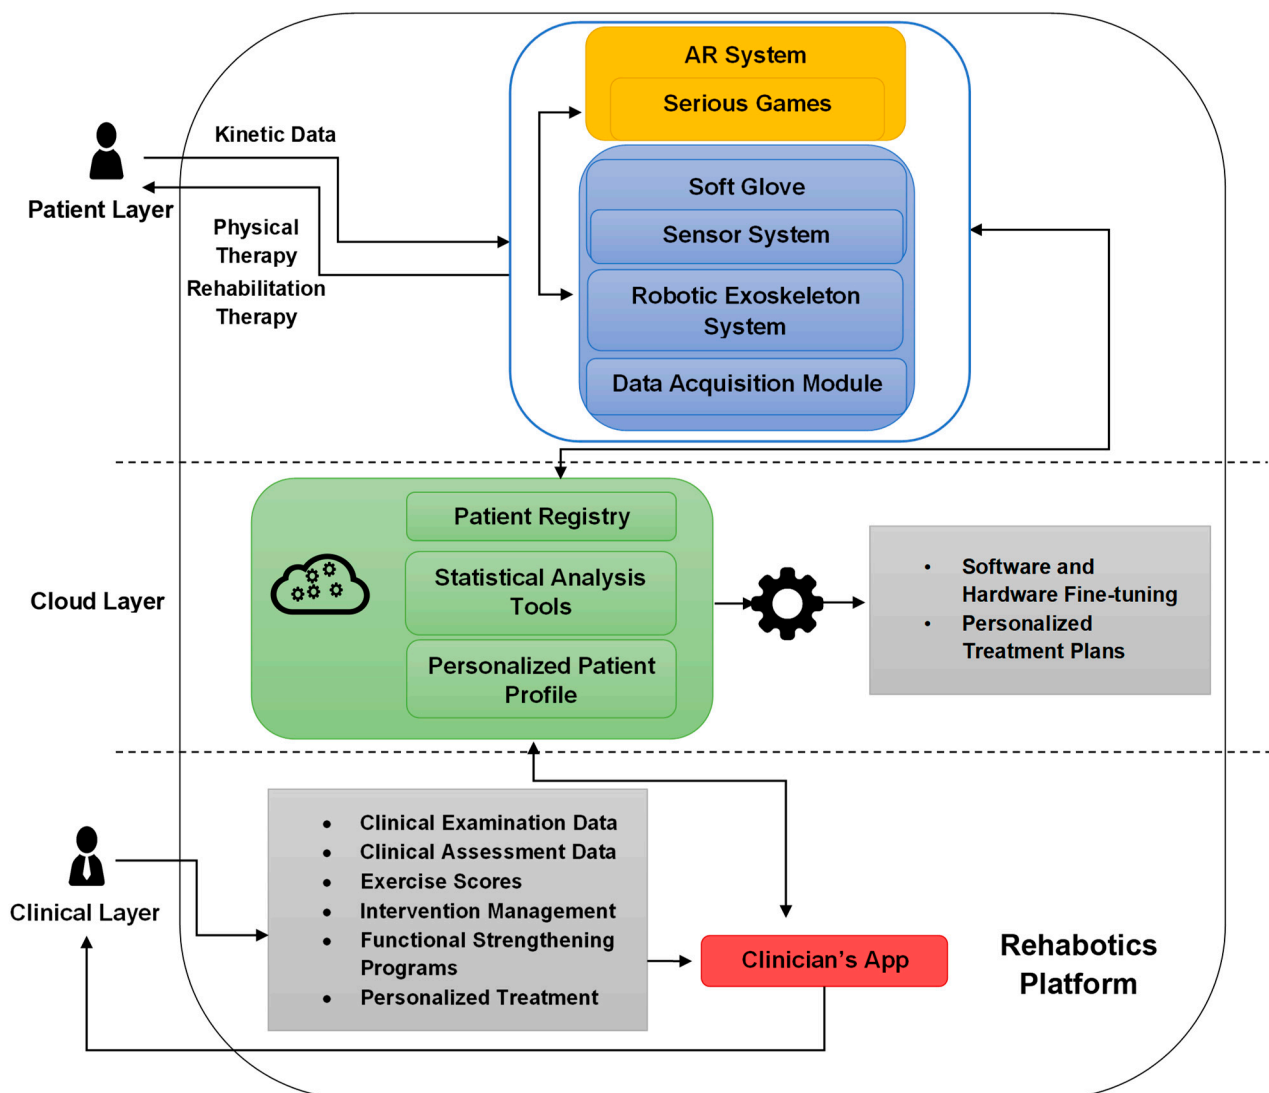 AR System
Serious Games
Kinetic Data
Patient Layer
Physical
Therapy
Rehabilitation
Therapy
Soft Glove
Sensor System
Robotic Exoskeleton
System
Data Acquisition Module
Cloud Layer
Patient Registry
Statistical Analysis
Tools
Personalized Patient
Profile
• Software and
Hardware Fine-tuning
• Personalized
Treatment Plans
Clinical Layer
• Clinical Examination Data
• Clinical Assessment Data
• Exercise Scores
• Intervention Management
• Functional Strengthening
Programs
• Personalized Treatment
Clinician's App
Rehabotics
Platform